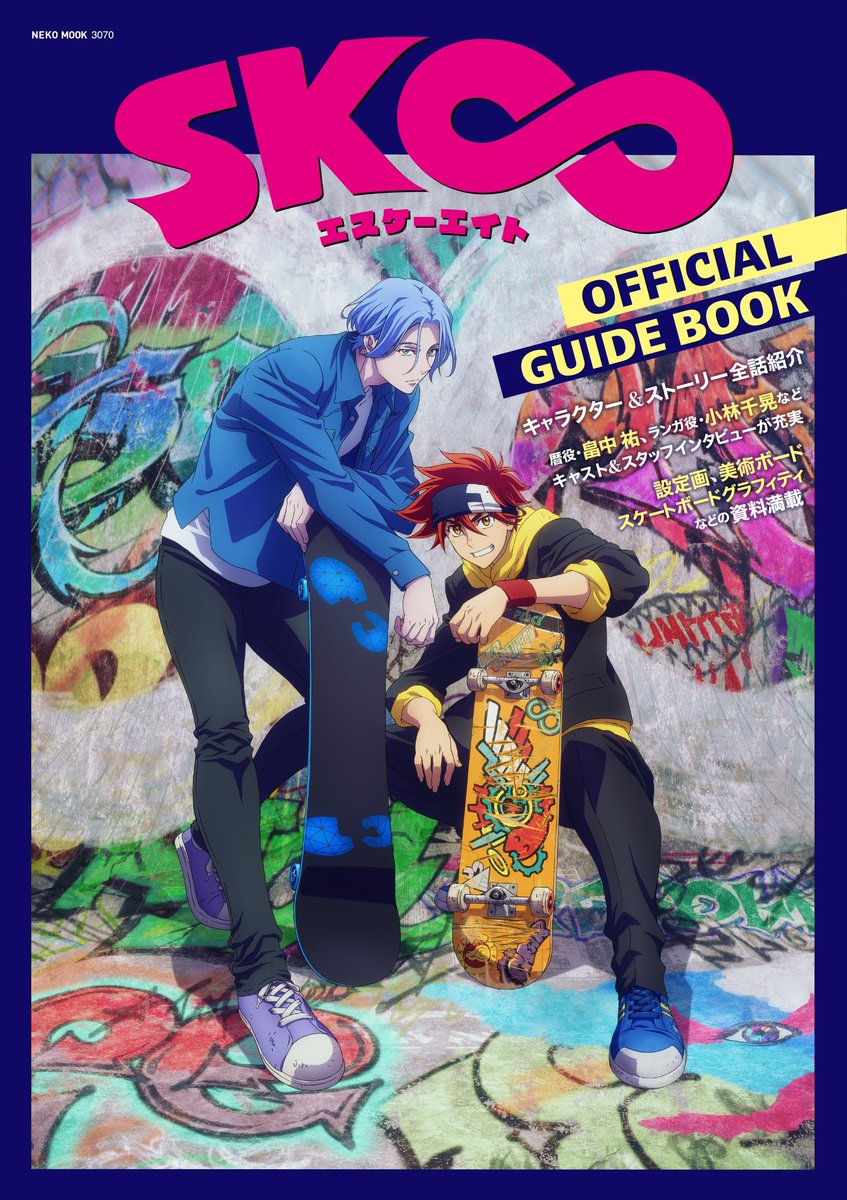 NEKO MOOK 3070
SK∞
エスケーエイト
OFFICIAL
GUIDE BOOK
キャラクター&ストーリー全話紹介
暦役・畠中 祐、ランガ役・小林千晃など
キャスト&スタッフインタビューが充実
設定画、美術ボード
スケートボードグラフィティ
などの資料満載